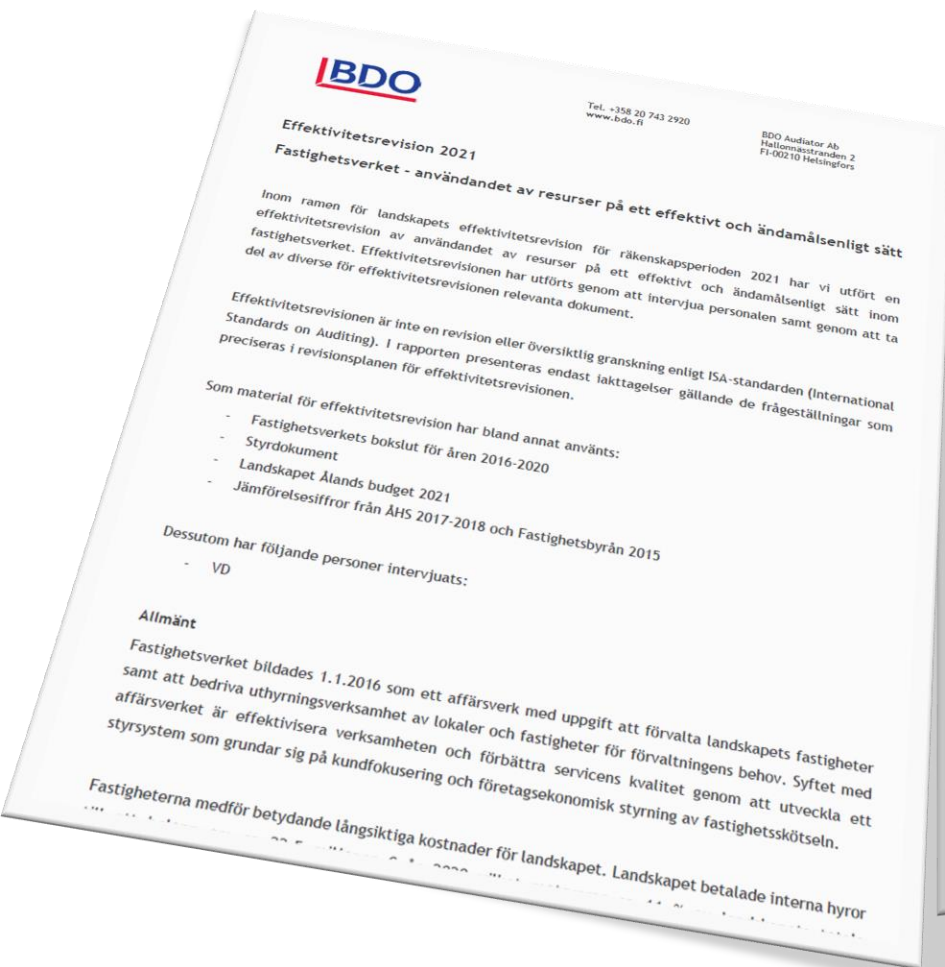 BDO
Tel. +358 20 743 2920
www.bdo.fi
BDO Audiator Ab
Hallonnässtranden 2
FI-00210 Helsingfors
Effektivitetsrevision 2021
Fastighetsverket - användandet av resurser på ett effektivt och ändamålsenligt sätt
Inom ramen för landskapets effektivitetsrevision för räkenskapsperioden 2021 har vi utfört en
effektivitetsrevision av användandet av resurser på ett effektivt och ändamålsenligt sätt inom
fastighetsverket. Effektivitetsrevisionen har utförts genom att intervjua personalen samt genom att ta
del av diverse för effektivitetsrevisionen relevanta dokument.
Effektivitetsrevisionen är inte en revision eller översiktlig granskning enligt ISA-standarden (International
Standards on Auditing). I rapporten presenteras endast iakttagelser gällande de frågeställningar som
preciseras i revisionsplanen för effektivitetsrevisionen.
Som material för effektivitetsrevision har bland annat använts:
- Fastighetsverkets bokslut för åren 2016-2020
- Styrdokument
- Landskapet Ålands budget 2021
- Jämförelsesiffror från ÅHS 2017-2018 och Fastighetsbyrån 2015
Dessutom har följande personer intervjuats:
- VD
Allmänt
Fastighetsverket bildades 1.1.2016 som ett affärsverk med uppgift att förvalta landskapets fastigheter
samt att bedriva uthyrningsverksamhet av lokaler och fastigheter för förvaltningens behov. Syftet med
affärsverket är effektivisera verksamheten och förbättra servicens kvalitet genom att utveckla ett
styrsystem som grundar sig på kundfokusering och företagsekonomisk styrning av fastighetsskötseln.
Fastigheterna medför betydande långsiktiga kostnader för landskapet. Landskapet betalade interna hyror